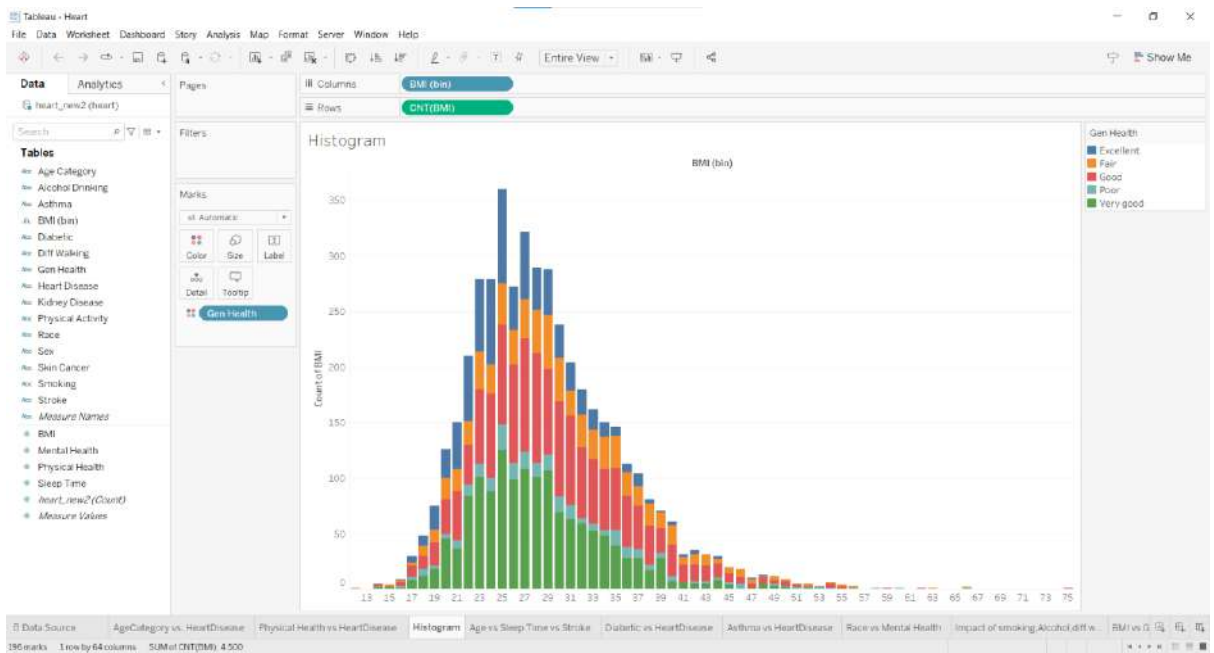 Tableau - Heart
File Data Worksheet Dashboard Story Analysis Map Format Server Window Help
Entire View
Show Me
Data Analytics
Pages
Columns
BMI (bin)
heart_new2 (heart)
Rows
CNT(BMI)
Search
Filters
Histogram
Gen Health
Tables
BMI (bin)
Excellent
Fair
Good
Poor
Very good
Age Category
Alcohol Drinking
Asthma
BMI (bin)
Diabetic
Diff Walking
Gen Health
Heart Disease
Kidney Disease
Physical Activity
Race
Sex
Skin Cancer
Smoking
Stroke
Measure Names
BMI
Mental Health
Physical Health
Sleep Time
heart_new2 (Count)
Measure Values
Marks
Automatic
Color Size Label
Detail Tooltip
Gen Health
Count of BMI
350
300
250
200
150
100
50
0
13 15 17 19 21 23 25 27 29 31 33 35 37 39 41 43 45 47 49 51 53 55 57 59 61 63 65 67 69 71 73 75
Data Source AgeCategory vs. HeartDisease Physical Health vs HeartDisease Histogram Age vs Sleep Time vs Stroke Diabetic vs HeartDisease Asthma vs HeartDisease Race vs Mental Health Impact of smoking,Alcohol,diff w... BMI vs
196 marks 1 row by 64 columns SUM of CNT(BMI): 4,500